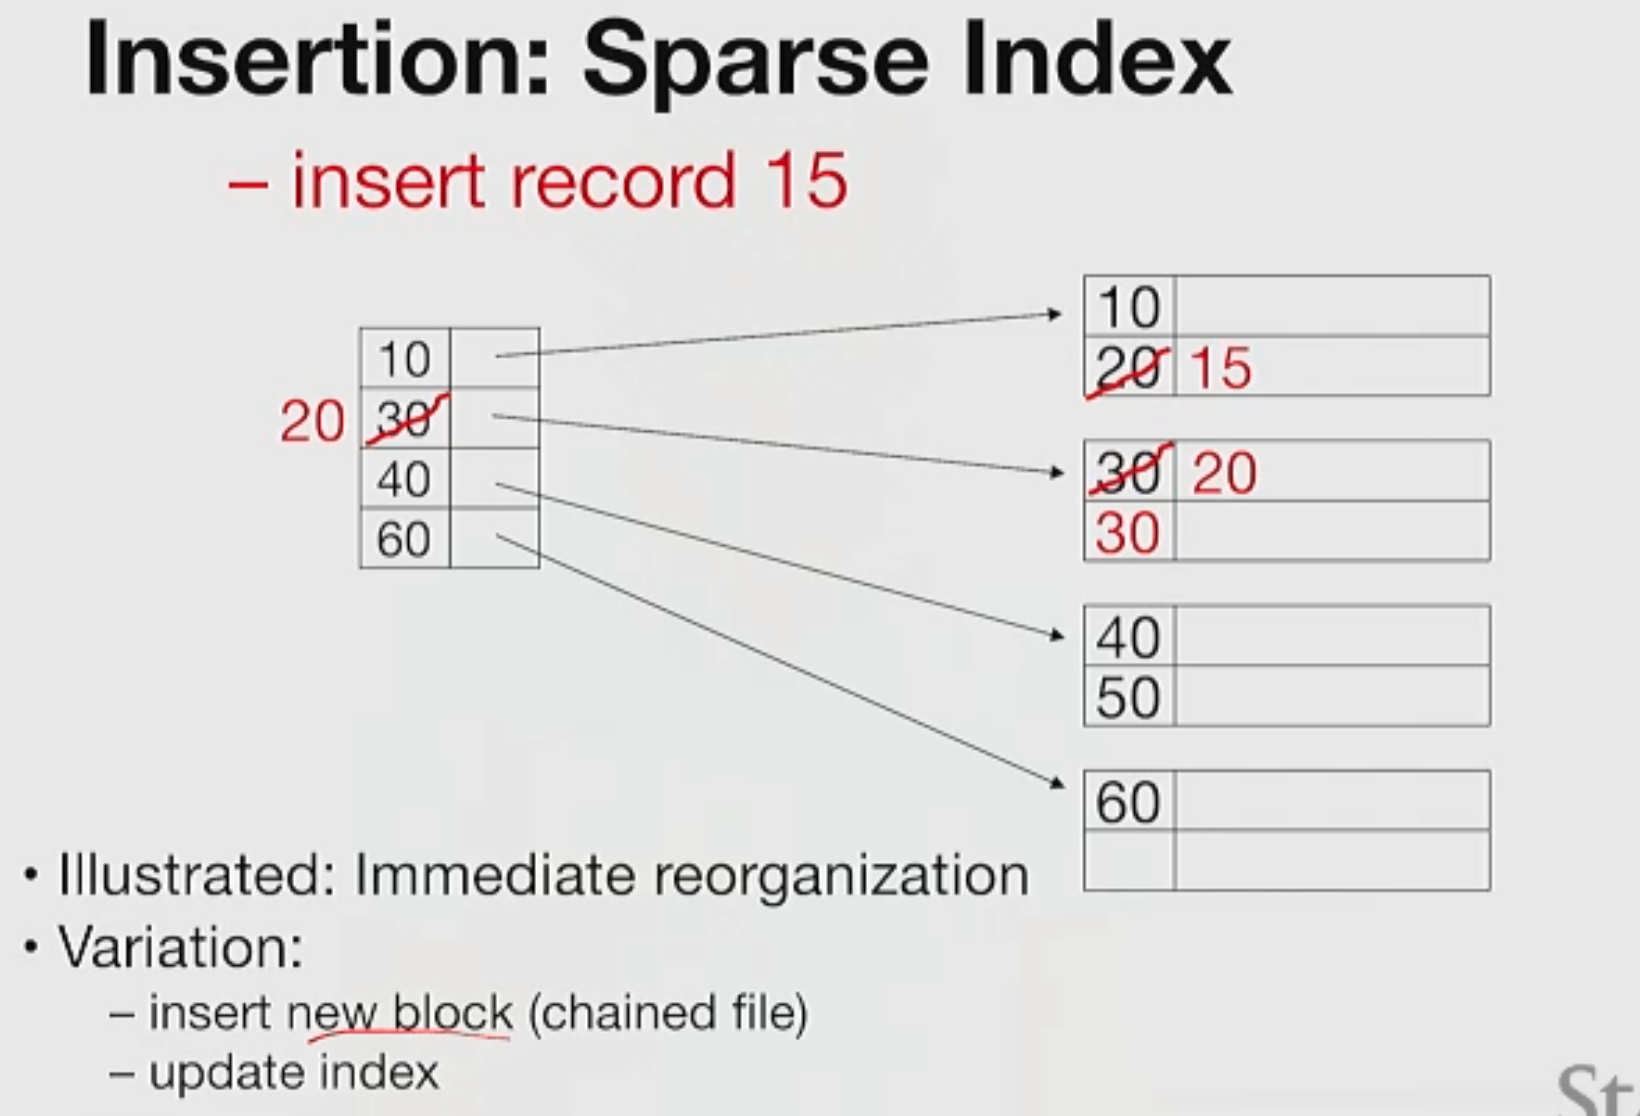 Insertion: Sparse Index
– insert record 15
10
20 30
40
60
10
20 15
30 20
30
40
50
60
• Illustrated: Immediate reorganization
• Variation:
– insert new block (chained file)
– update index